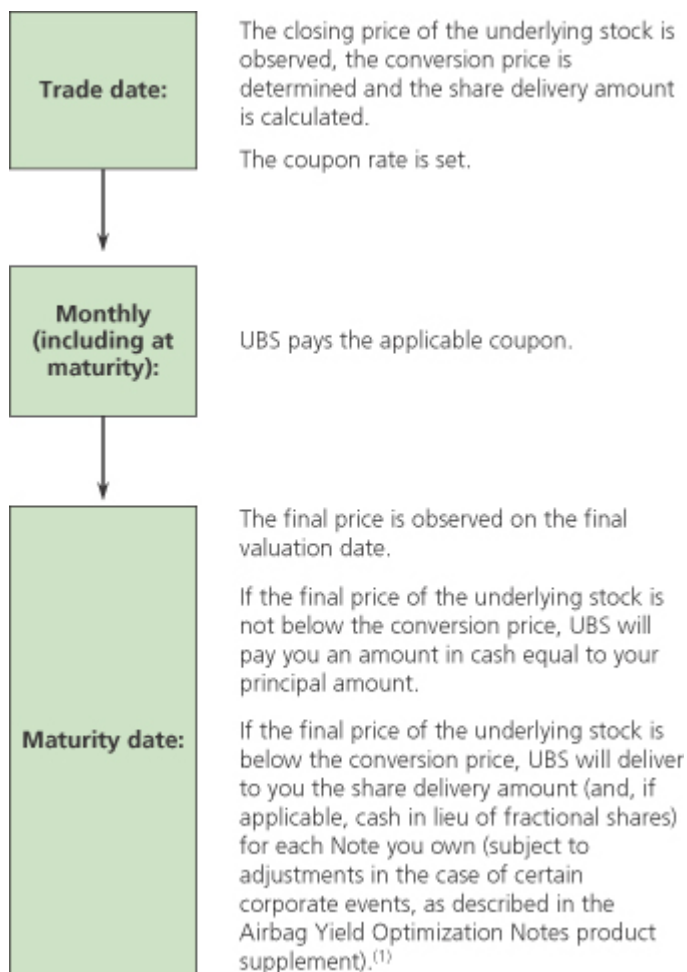 Trade date:
The closing price of the underlying stock is
observed, the conversion price is
determined and the share delivery amount
is calculated.
The coupon rate is set.
Monthly
(including at
maturity):
UBS pays the applicable coupon.
Maturity date:
The final price is observed on the final
valuation date.
If the final price of the underlying stock is
not below the conversion price, UBS will
pay you an amount in cash equal to your
principal amount.
If the final price of the underlying stock is
below the conversion price, UBS will deliver
to you the share delivery amount (and, if
applicable, cash in lieu of fractional shares)
for each Note you own (subject to
adjustments in the case of certain
corporate events, as described in the
Airbag Yield Optimization Notes product
supplement).(1)